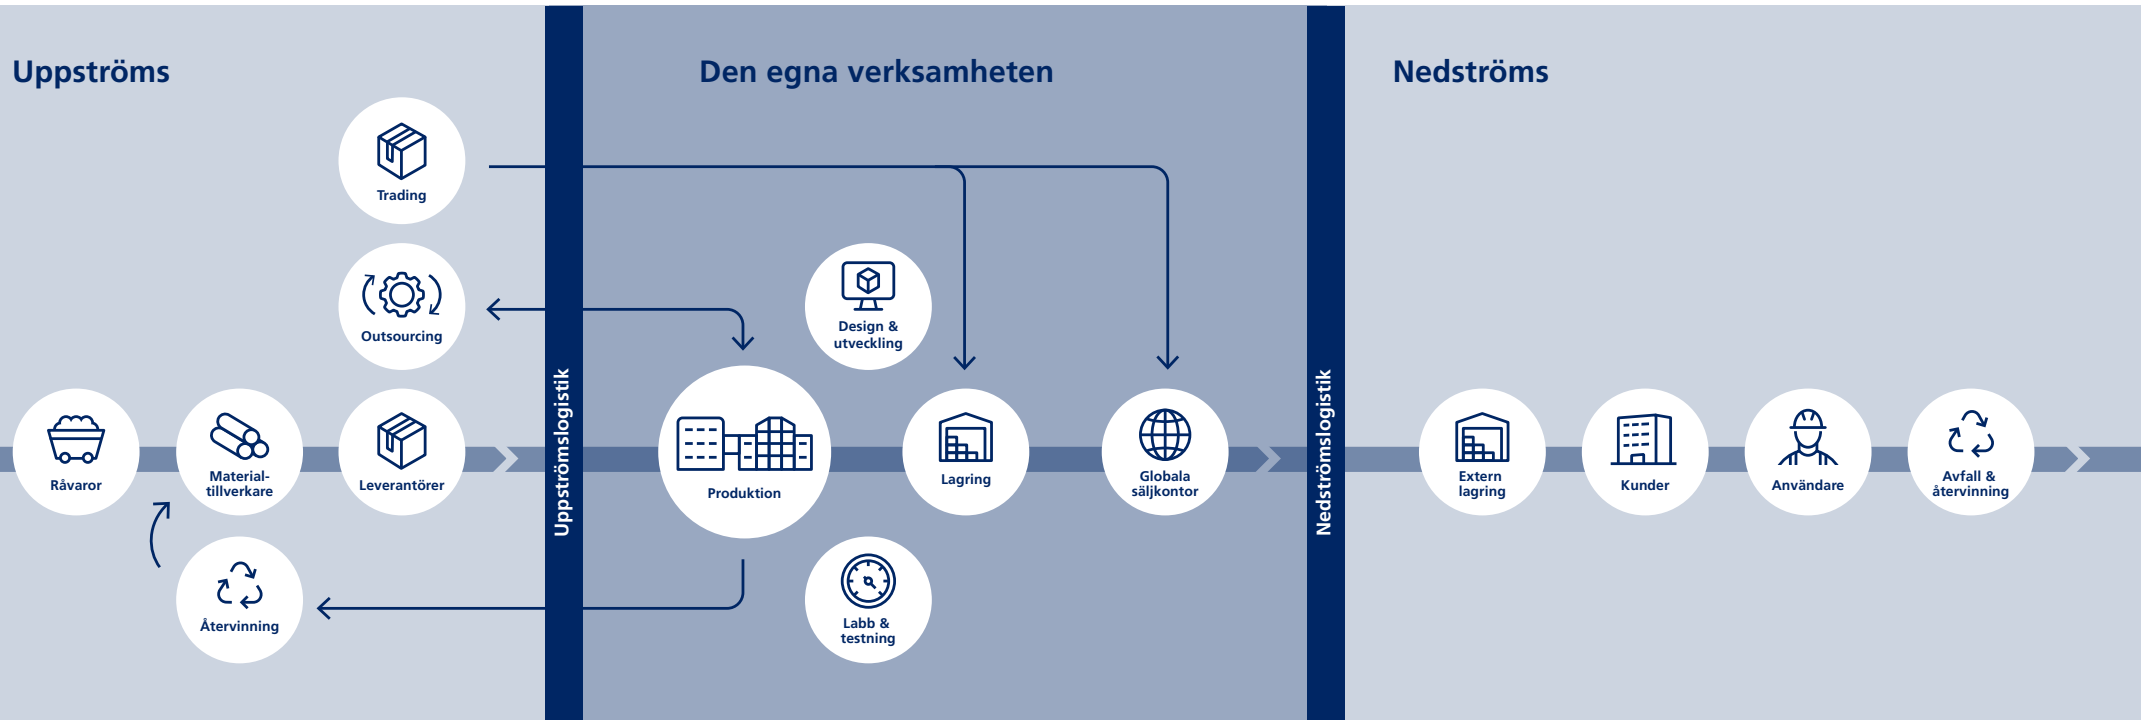 Uppströms
Trading
Outsourcing
Råvaror
Material-
tillverkare
Leverantörer
Återvinning
Uppströmslogistik
Den egna verksamheten
Design &
utveckling
Produktion
Lagring
Globala
säljkontor
Labb &
testning
Nedströmslogistik
Nedströms
Extern
lagring
Kunder
Användare
Avfall &
återvinning